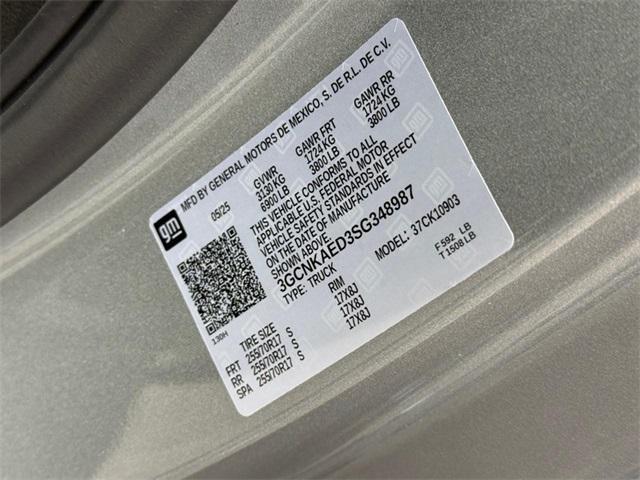 MFD BY GENERAL MOTORS DE MEXICO, S. DE R.L. DE C.V.
05/25 GVWR GAWR FRT GAWR RR
3130 KG 1724 KG 1724 KG
6900 LB 3800 LB 3800 LB
THIS VEHICLE CONFORMS TO ALL
APPLICABLE U.S. FEDERAL MOTOR
VEHICLE SAFETY STANDARDS IN EFFECT
ON THE DATE OF MANUFACTURE
SHOWN ABOVE
3GCNKAED3SG348987
TYPE: TRUCK MODEL: 37CK10903
F 592 LB
T 1508 LB
gm
130H
TIRE SIZE RIM
FRT 255/70R17 S 17X8J
RR 255/70R17 S 17X8J
SPA 255/70R17 S 17X8J